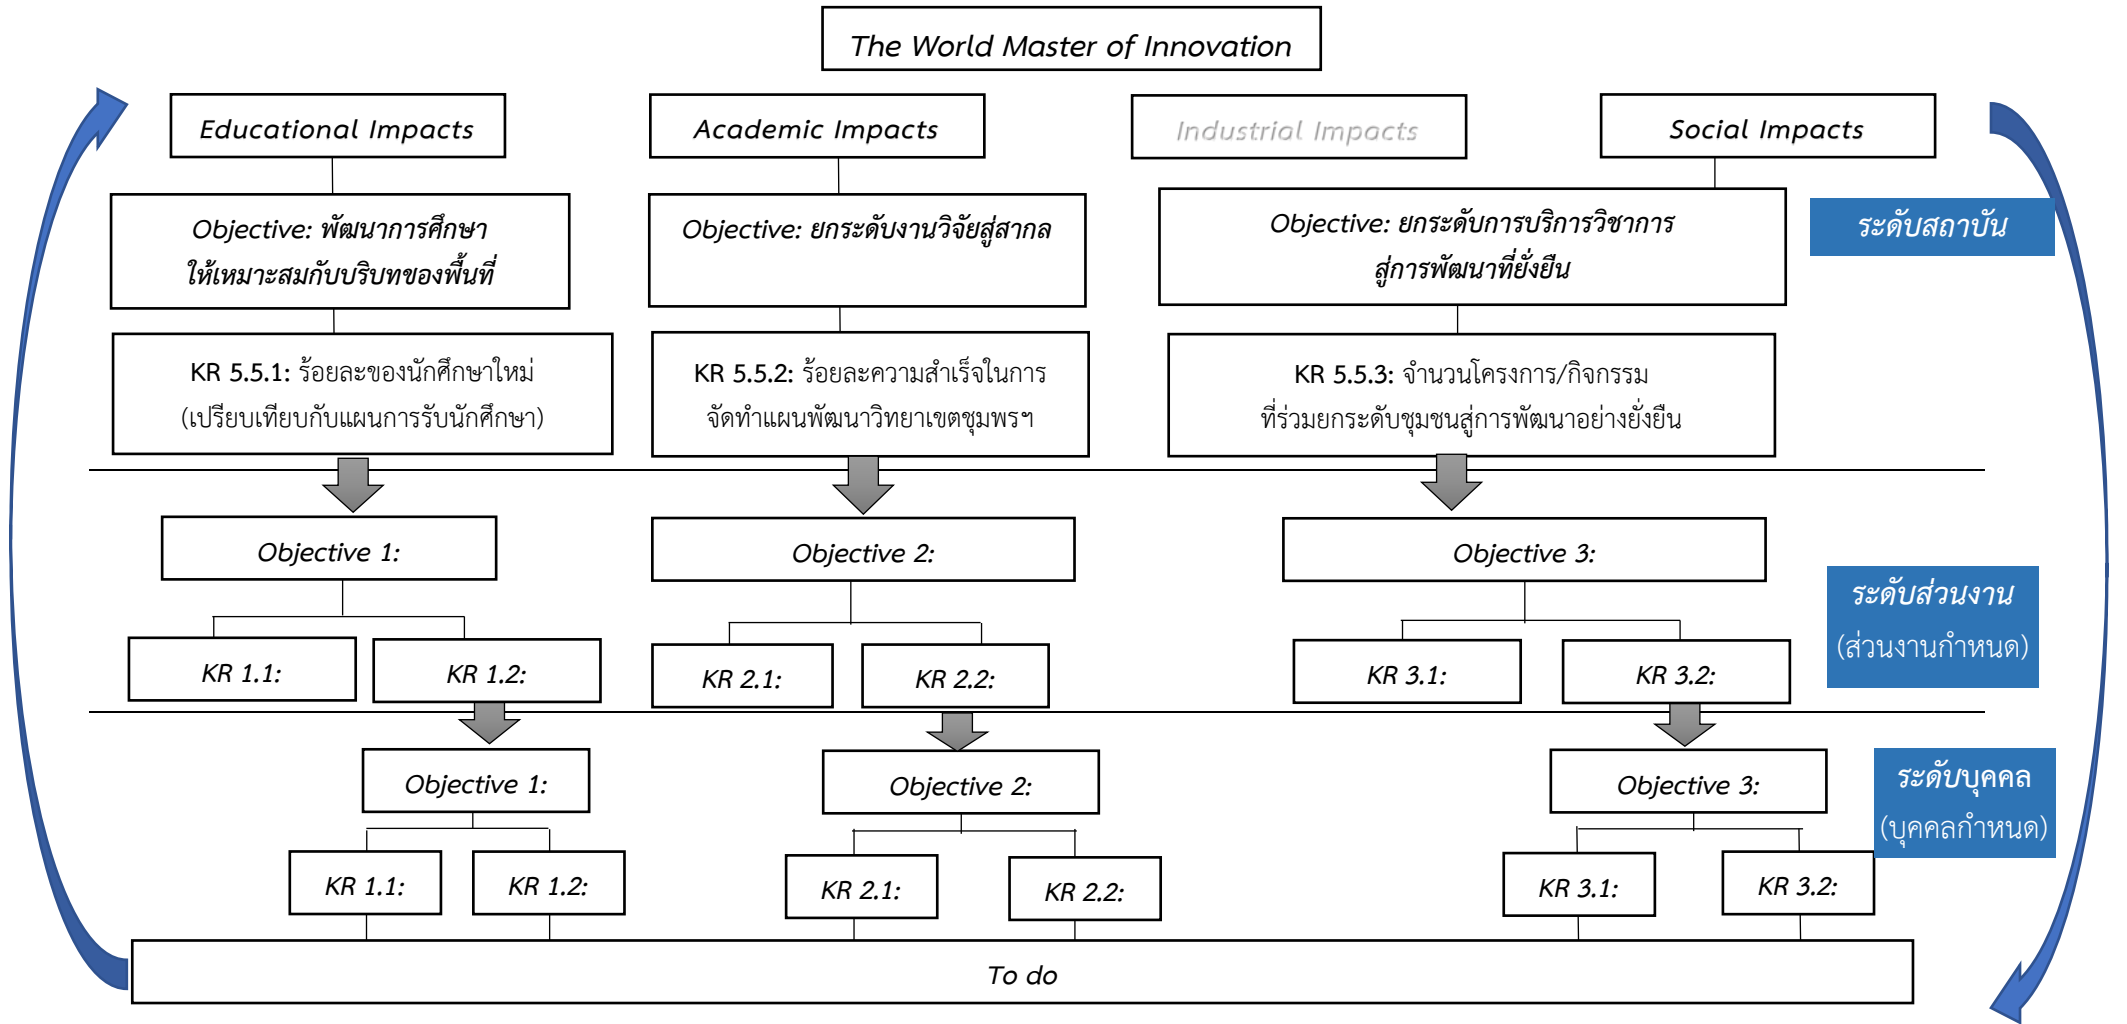 The World Master of Innovation
Educational Impacts
Academic Impacts
Industrial Impacts
Social Impacts
Objective: พัฒนาการศึกษา
ให้เหมาะสมกับบริบทของพื้นที่
Objective: ยกระดับงานวิจัยสู่สากล
Objective: ยกระดับการบริการวิชาการ
สู่การพัฒนาที่ยั่งยืน
ระดับสถาบัน
KR 5.5.1: ร้อยละของนักศึกษาใหม่
(เปรียบเทียบกับแผนการรับนักศึกษา)
KR 5.5.2: ร้อยละความสำเร็จในการ
จัดทำแผนพัฒนาวิทยาเขตชุมพรฯ
KR 5.5.3: จำนวนโครงการ/กิจกรรม
ที่ร่วมยกระดับชุมชนสู่การพัฒนาอย่างยั่งยืน
Objective 1:
Objective 2:
Objective 3:
ระดับส่วนงาน
(ส่วนงานกำหนด)
KR 1.1:
KR 1.2:
KR 2.1:
KR 2.2:
KR 3.1:
KR 3.2:
Objective 1:
Objective 2:
Objective 3:
ระดับบุคคล
(บุคคลกำหนด)
KR 1.1:
KR 1.2:
KR 2.1:
KR 2.2:
KR 3.1:
KR 3.2:
To do